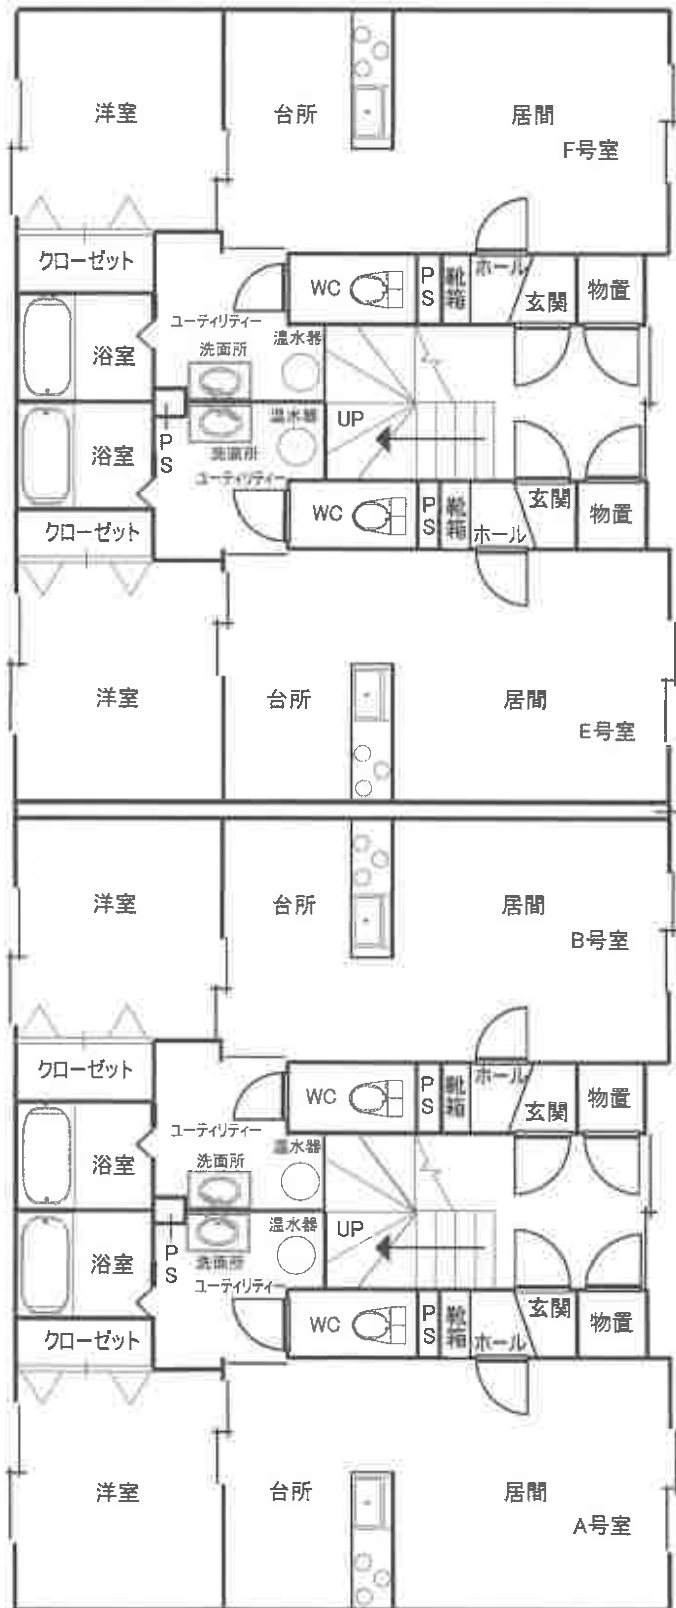 洋室
台所
居間
F号室
クローゼット
WC
PS
靴箱
ホール
玄関
物置
ユーティリティー
洗面所
温水器
浴室
浴室
PS
洗面所
温水器
ユーティリティー
UP
クローゼット
WC
PS
靴箱
ホール
玄関
物置
洋室
台所
居間
E号室
洋室
台所
居間
B号室
クローゼット
WC
PS
靴箱
ホール
玄関
物置
ユーティリティー
洗面所
温水器
浴室
浴室
PS
洗面所
温水器
ユーティリティー
UP
クローゼット
WC
PS
靴箱
ホール
玄関
物置
洋室
台所
居間
A号室